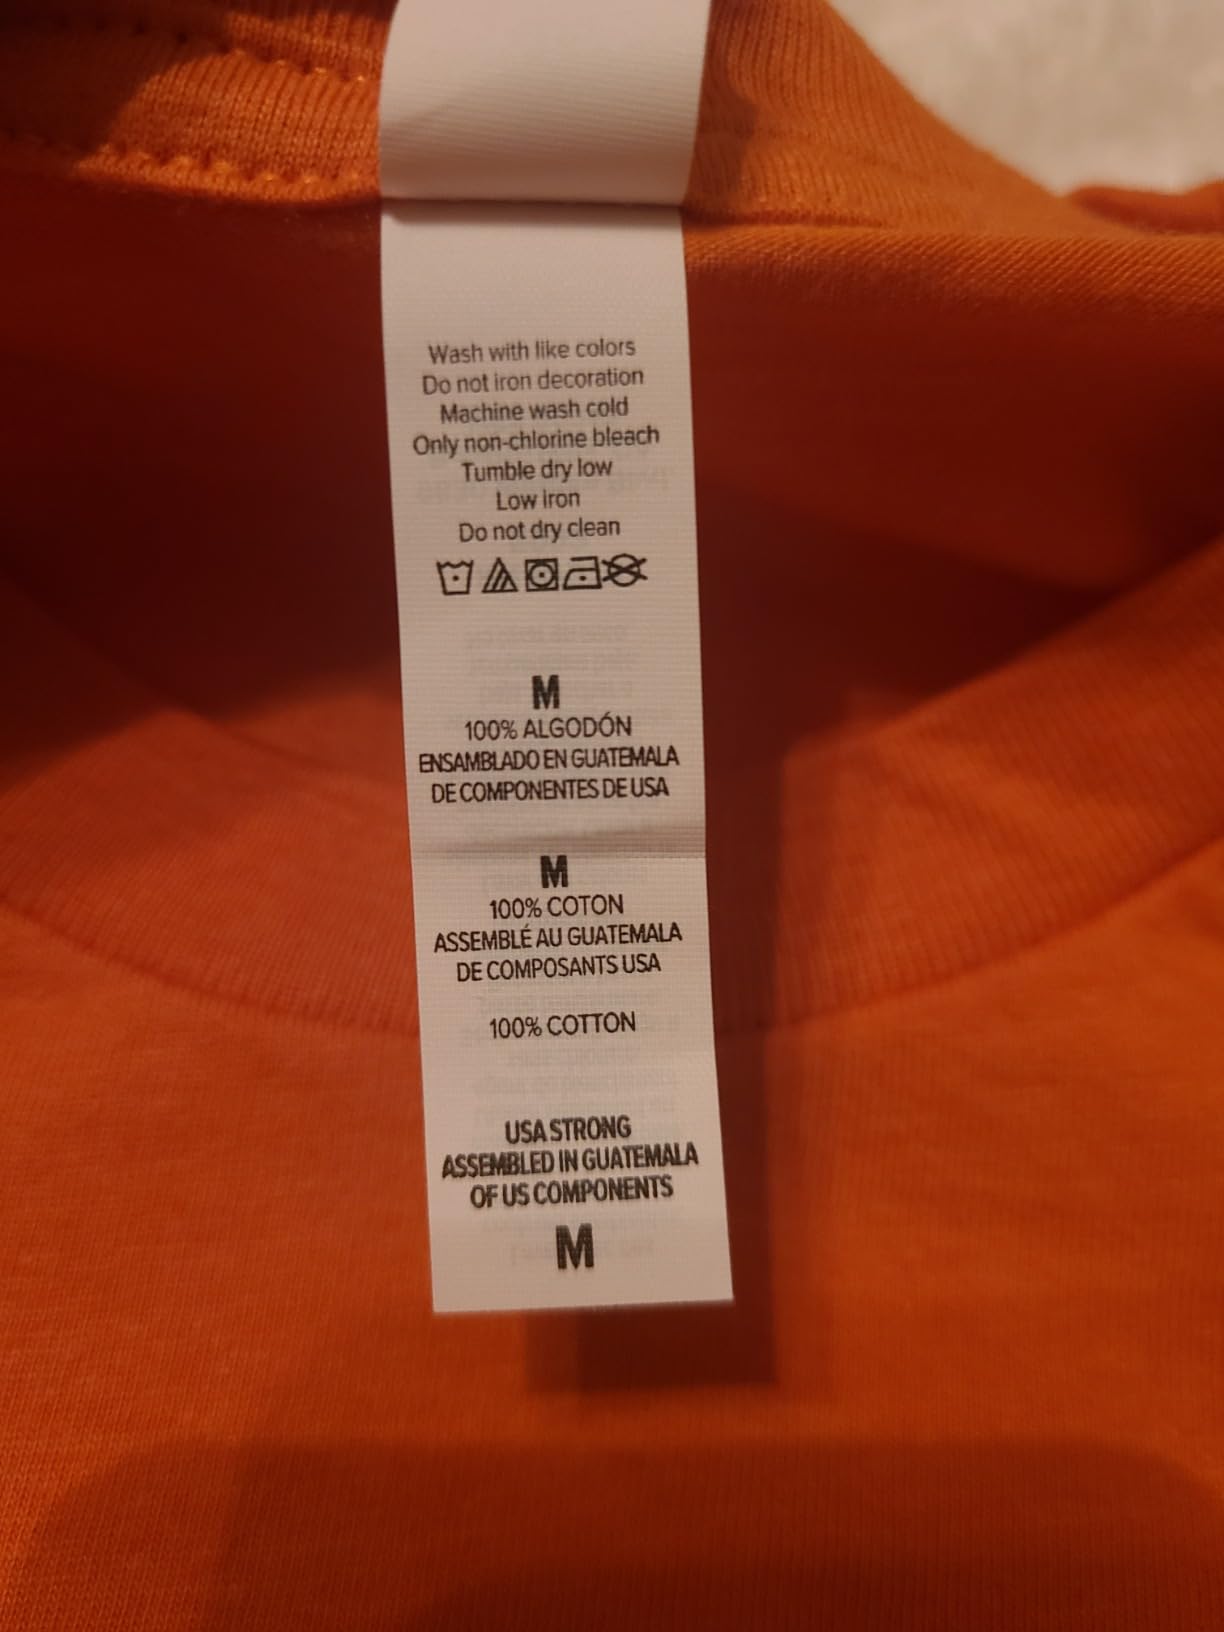 Wash with like colors
Do not iron decoration
Machine wash cold
Only non-chlorine bleach
Tumble dry low
Low iron
Do not dry clean
M
100% ALGODÓN
ENSAMBLADO EN GUATEMALA
DE COMPONENTES DE USA
M
100% COTON
ASSEMBLÉ AU GUATEMALA
DE COMPOSANTS USA
100% COTTON
USA STRONG
ASSEMBLED IN GUATEMALA
OF US COMPONENTS
M